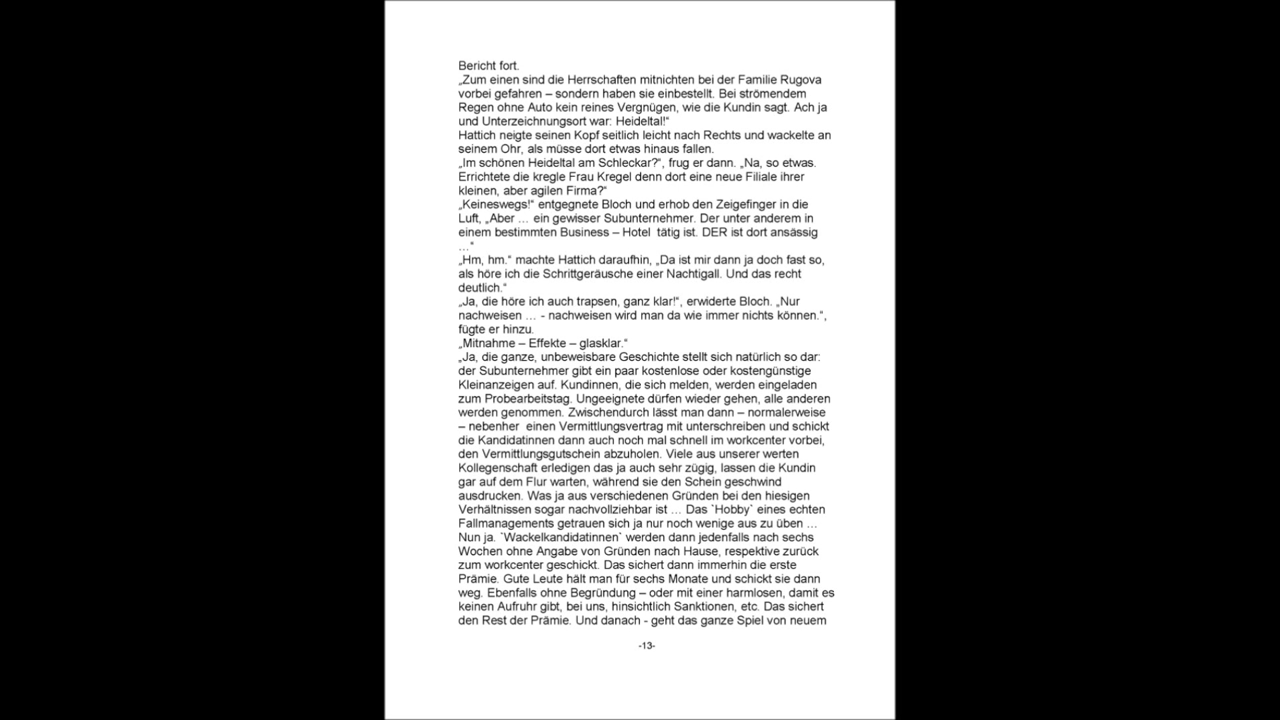 Bericht fort.
„Zum einen sind die Herrschaften mitnichten bei der Familie Rugova
vorbei gefahren – sondern haben sie einbestellt. Bei strömendem
Regen ohne Auto kein reines Vergnügen, wie die Kundin sagt. Ach ja
und Unterzeichnungsort war: Heideltal!“
Hattich neigte seinen Kopf seitlich leicht nach Rechts und wackelte an
seinem Ohr, als müsse dort etwas hinaus fallen.
„Im schönen Heideltal am Schleckar?“, frug er dann. „Na, so etwas.
Errichtete die kregle Frau Kregel denn dort eine neue Filiale ihrer
kleinen, aber agilen Firma?“
„Keineswegs!“ entgegnete Bloch und erhob den Zeigefinger in die
Luft, „Aber … ein gewisser Subunternehmer. Der unter anderem in
einem bestimmten Business – Hotel  tätig ist. DER ist dort ansässig
…“
„Hm, hm.“ machte Hattich daraufhin, „Da ist mir dann ja doch fast so,
als höre ich die Schrittgeräusche einer Nachtigall. Und das recht
deutlich.“
„Ja, die höre ich auch trapsen, ganz klar!“, erwiderte Bloch. „Nur
nachweisen … - nachweisen wird man da wie immer nichts können.“,
fügte er hinzu.
„Mitnahme – Effekte – glasklar.“
„Ja, die ganze, unbeweisbare Geschichte stellt sich natürlich so dar:
der Subunternehmer gibt ein paar kostenlose oder kostengünstige
Kleinanzeigen auf. Kundinnen, die sich melden, werden eingeladen
zum Probearbeitstag. Ungeeignete dürfen wieder gehen, alle anderen
werden genommen. Zwischendurch lässt man dann – normalerweise
– nebenher  einen Vermittlungsvertrag mit unterschreiben und schickt
die Kandidatinnen dann auch noch mal schnell im workcenter vorbei,
den Vermittlungsgutschein abzuholen. Viele aus unserer werten
Kollegenschaft erledigen das ja auch sehr zügig, lassen die Kundin
gar auf dem Flur warten, während sie den Schein geschwind
ausdrucken. Was ja aus verschiedenen Gründen bei den hiesigen
Verhältnissen sogar nachvollziehbar ist … Das `Hobby` eines echten
Fallmanagements getrauen sich ja nur noch wenige aus zu üben …
Nun ja. `Wackelkandidatinnen` werden dann jedenfalls nach sechs
Wochen ohne Angabe von Gründen nach Hause, respektive zurück
zum workcenter geschickt. Das sichert dann immerhin die erste
Prämie. Gute Leute hält man für sechs Monate und schickt sie dann
weg. Ebenfalls ohne Begründung – oder mit einer harmlosen, damit es
keinen Aufruhr gibt, bei uns, hinsichtlich Sanktionen, etc. Das sichert
den Rest der Prämie. Und danach - geht das ganze Spiel von neuem
-13-